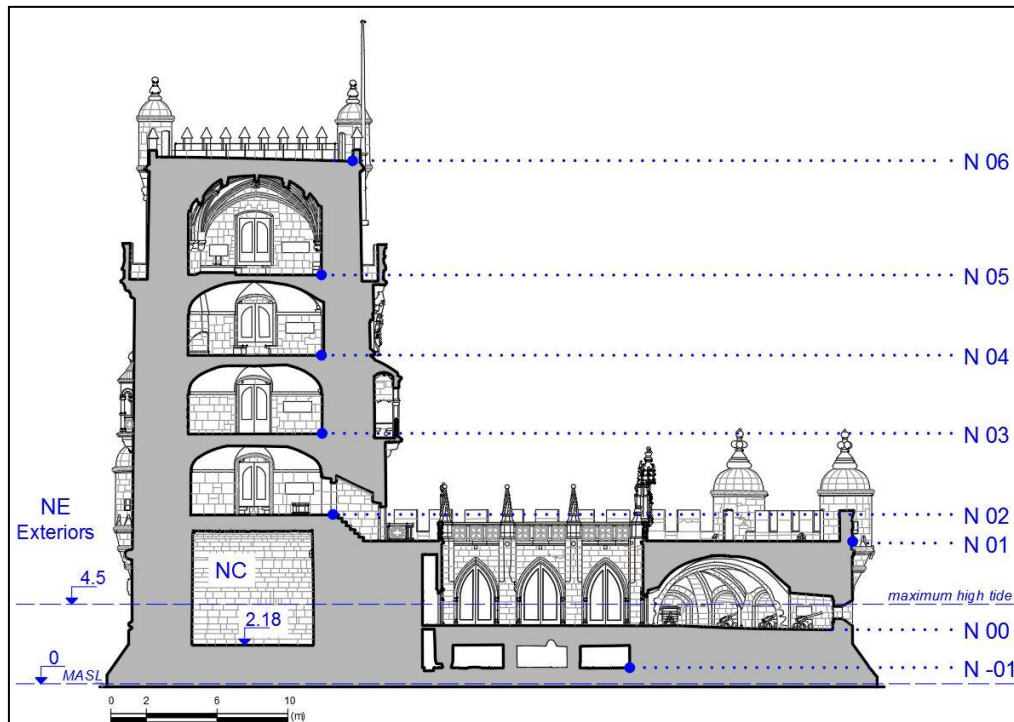 N 06
N 05
N 04
N 03
NE
Exteriors
N 02
N 01
NC
4.5
maximum high tide
2.18
N 00
0
MASL
N -01
0 2 6 10
(m)